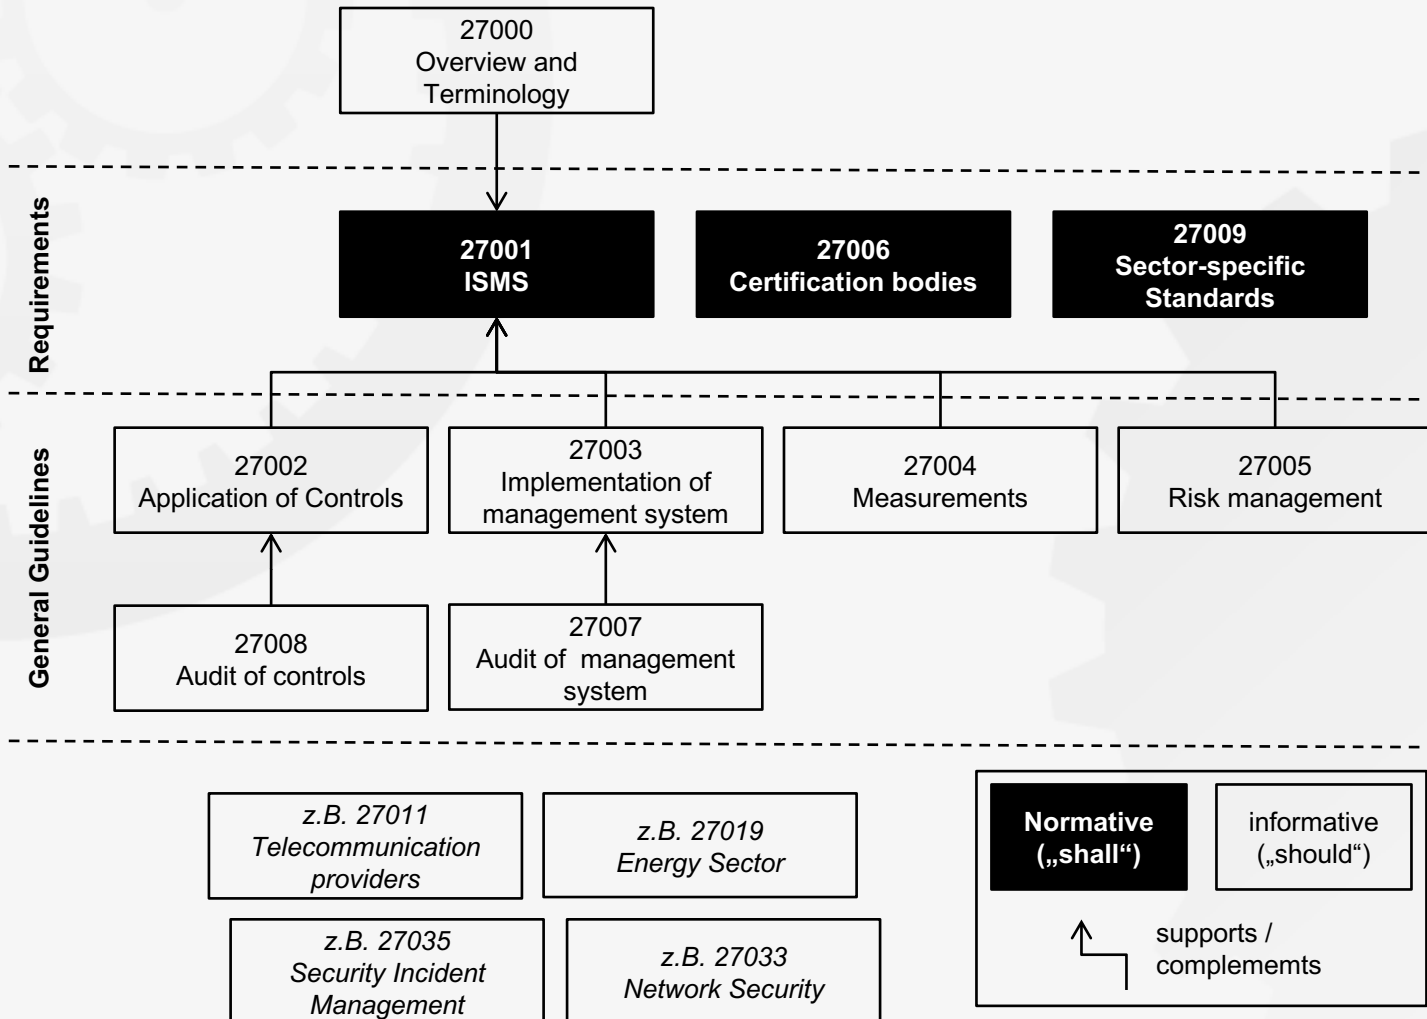 27000
Overview and
Terminology
Requirements
27001
ISMS
27006
Certification bodies
27009
Sector-specific
Standards
General Guidelines
27002
Application of Controls
27003
Implementation of
management system
27004
Measurements
27005
Risk management
27008
Audit of controls
27007
Audit of  management
system
z.B. 27011
Telecommunication
providers
z.B. 27019
Energy Sector
z.B. 27035
Security Incident
Management
z.B. 27033
Network Security
Normative
(„shall“)
informative
(„should“)
supports /
complememts